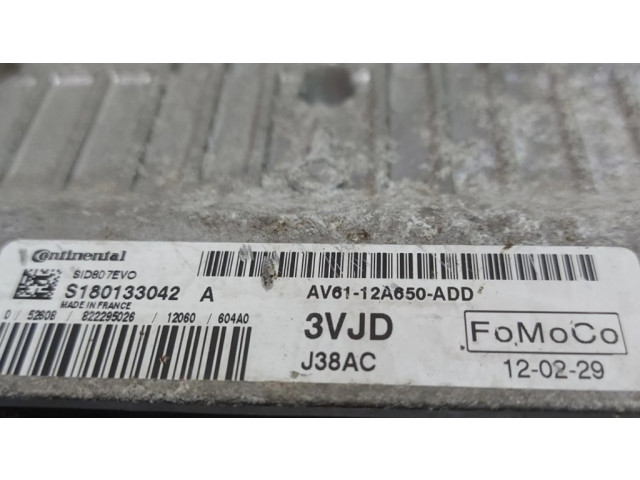 Continental
SID807EVO
S180133042 A
MADE IN FRANCE
0 / 52608 / 822295026 / 12060 / 604A0
AV61-12A650-ADD
3VJD
J38AC
FoMoCo
12-02-29